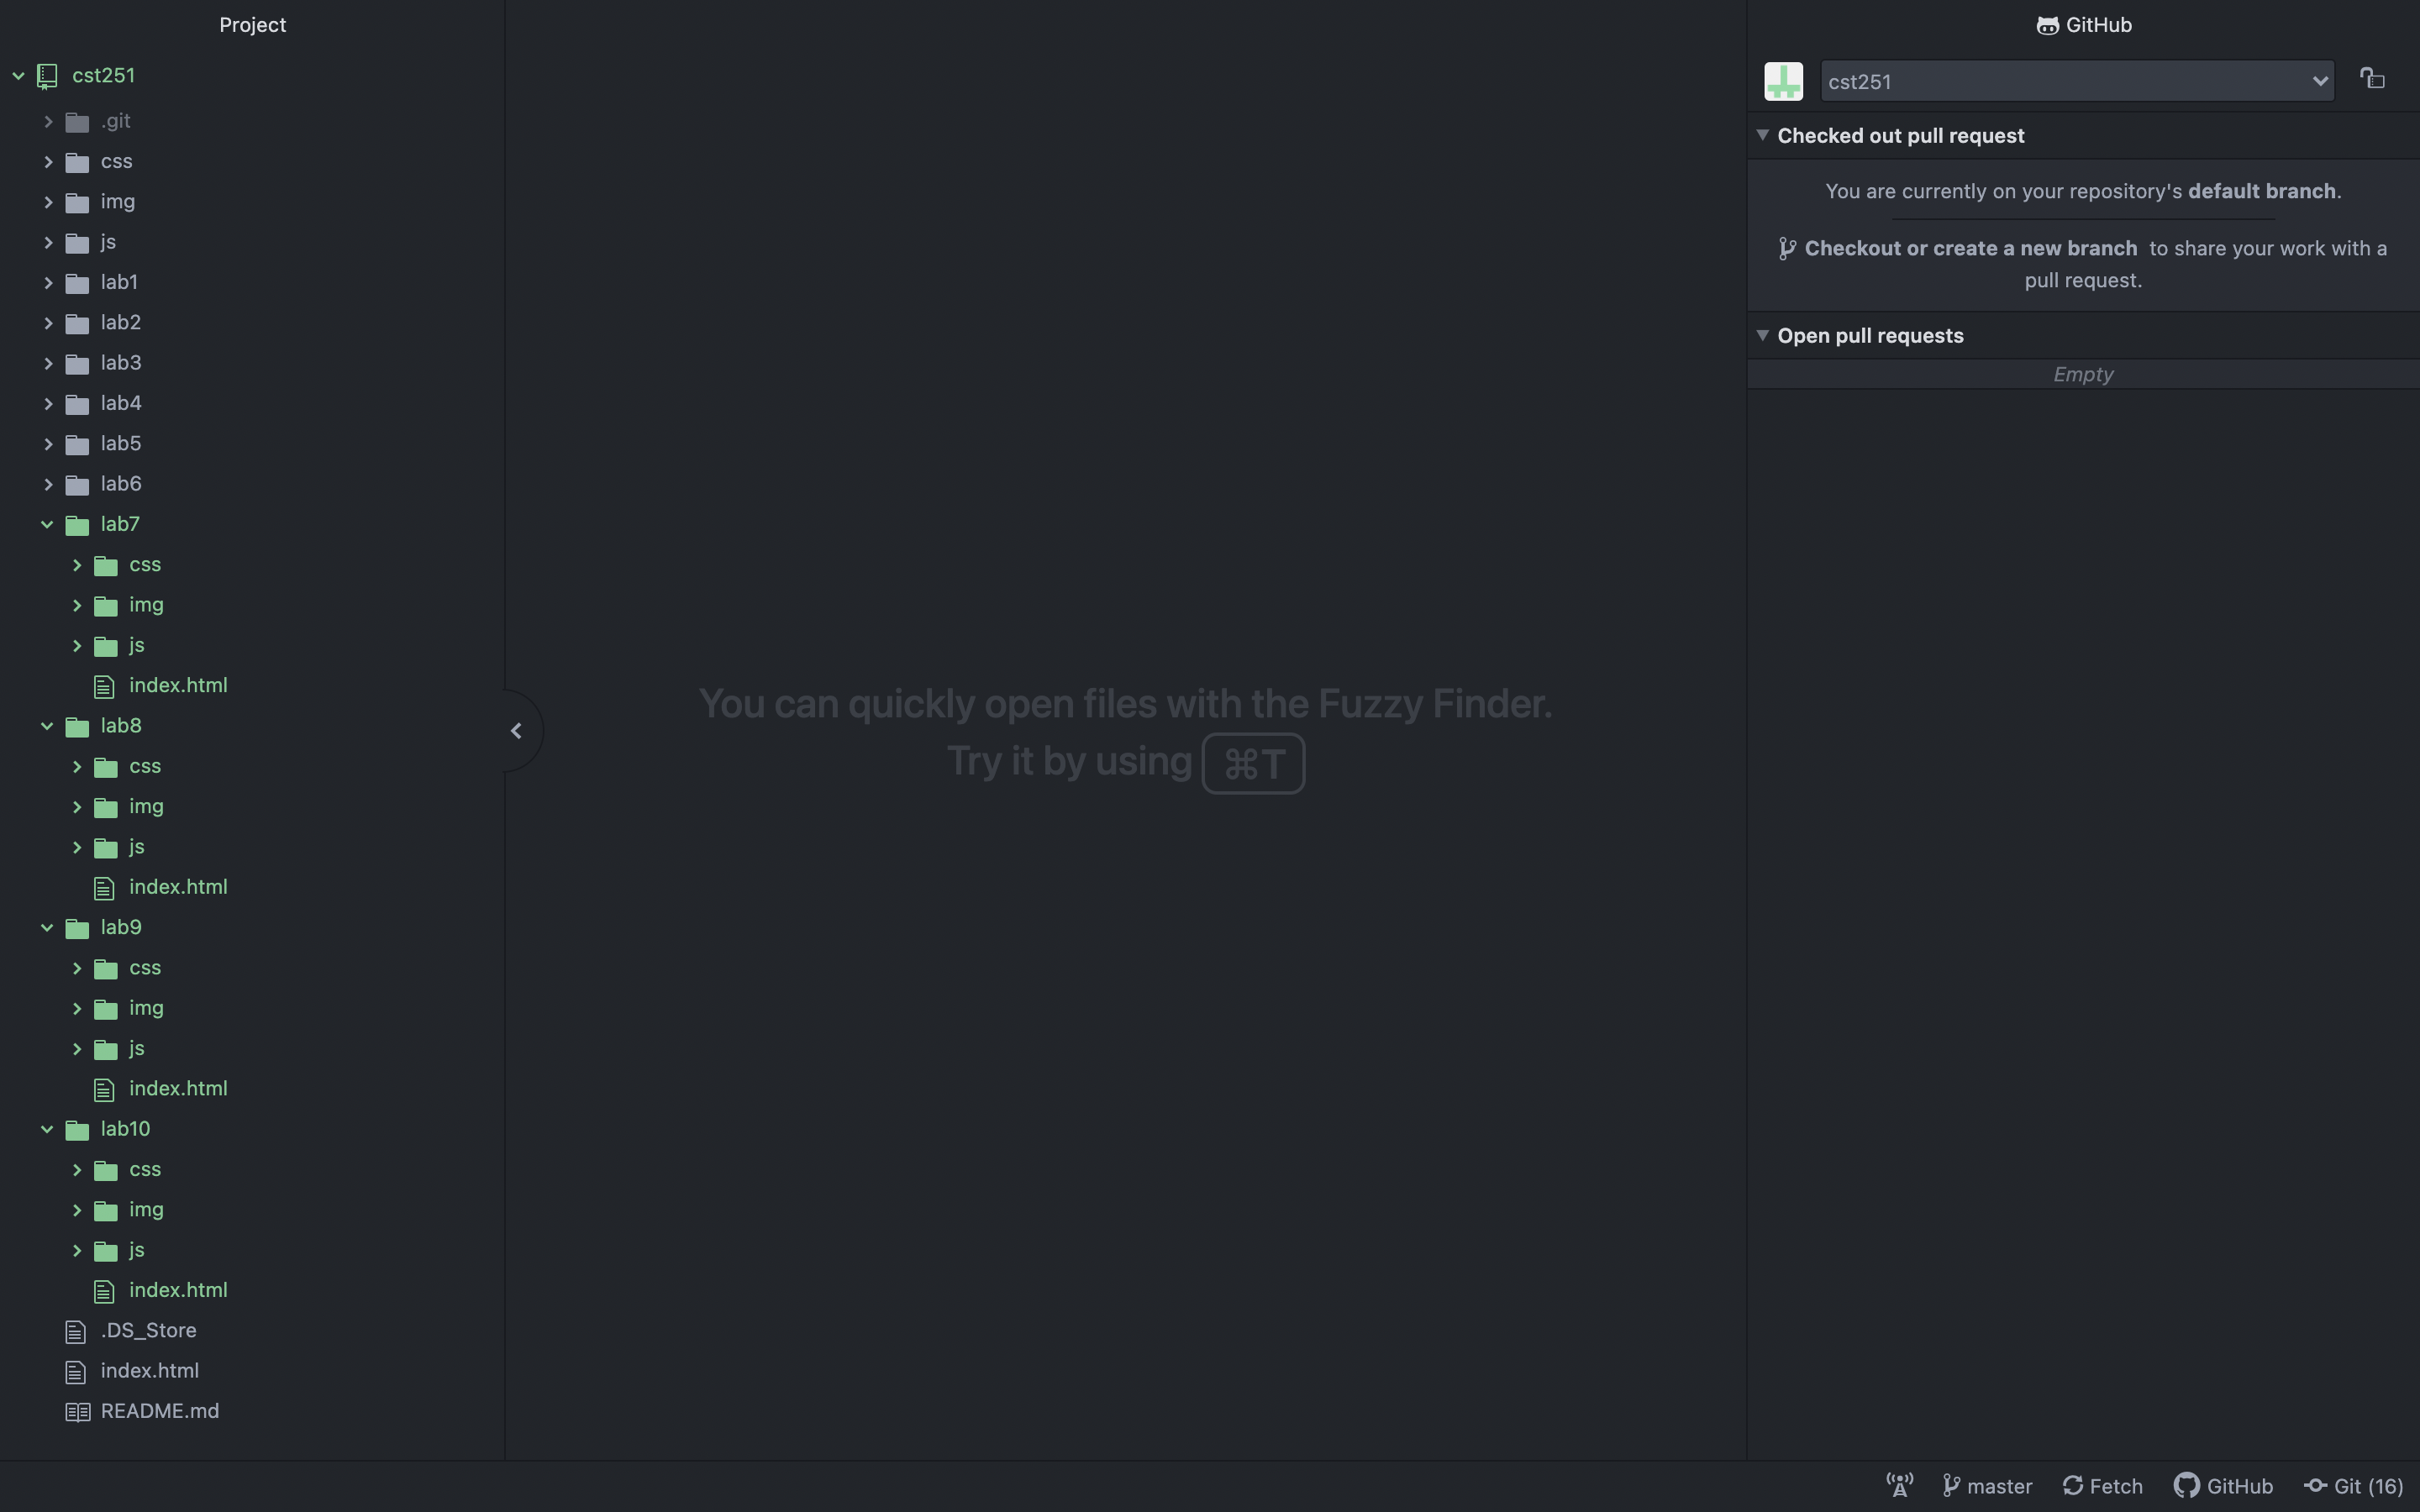 Project
cst251
.git
css
img
js
lab1
lab2
lab3
lab4
lab5
lab6
lab7
css
img
js
index.html
lab8
css
img
js
index.html
lab9
css
img
js
index.html
lab10
css
img
js
index.html
.DS_Store
index.html
README.md
You can quickly open files with the Fuzzy Finder.
Try it by using ⌘T
GitHub
cst251
Checked out pull request
You are currently on your repository's default branch.
Checkout or create a new branch to share your work with a
pull request.
Open pull requests
Empty
master Fetch GitHub Git (16)